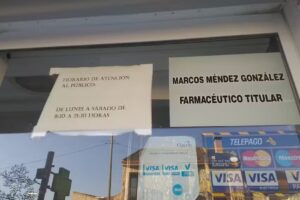 HORARIO DE ATENCION
AL PUBLICO
DE LUNES A SABADO DE
8:30 A 21:30 HORAS
MARCOS MÉNDEZ GONZÁLEZ
FARMACÉUTICO TITULAR
TELEPAGO
VISA
VISA
VISA
VISA